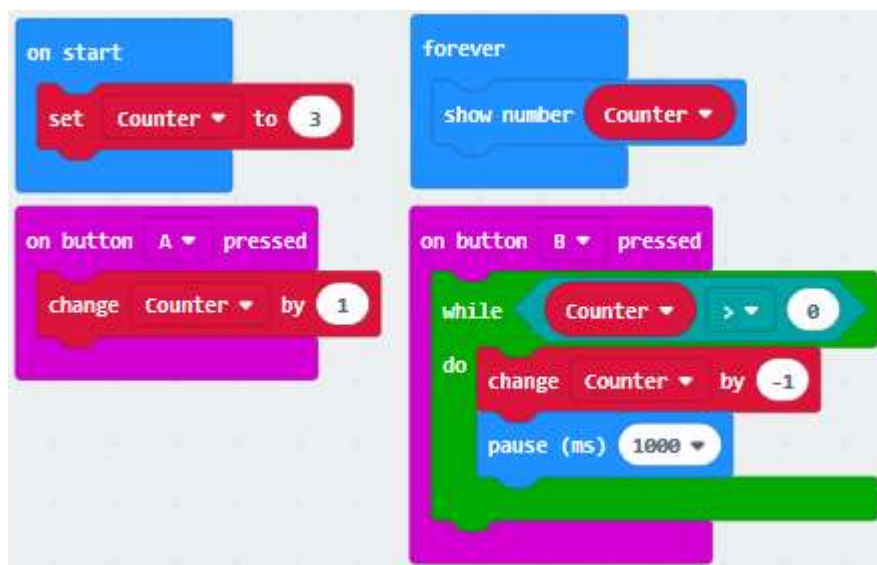 on start
set Counter to 3
forever
show number Counter
on button A pressed
change Counter by 1
on button B pressed
while Counter > 0
do
change Counter by -1
pause (ms) 1000